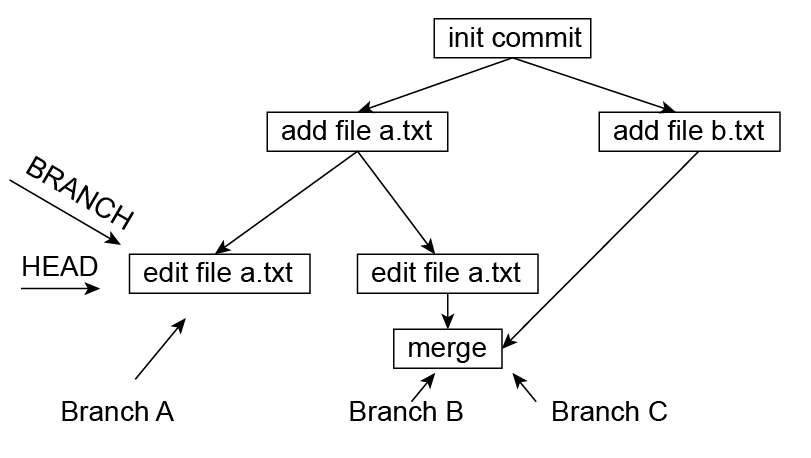 init commit
add file a.txt
add file b.txt
BRANCH
HEAD
edit file a.txt
edit file a.txt
merge
Branch A
Branch B
Branch C